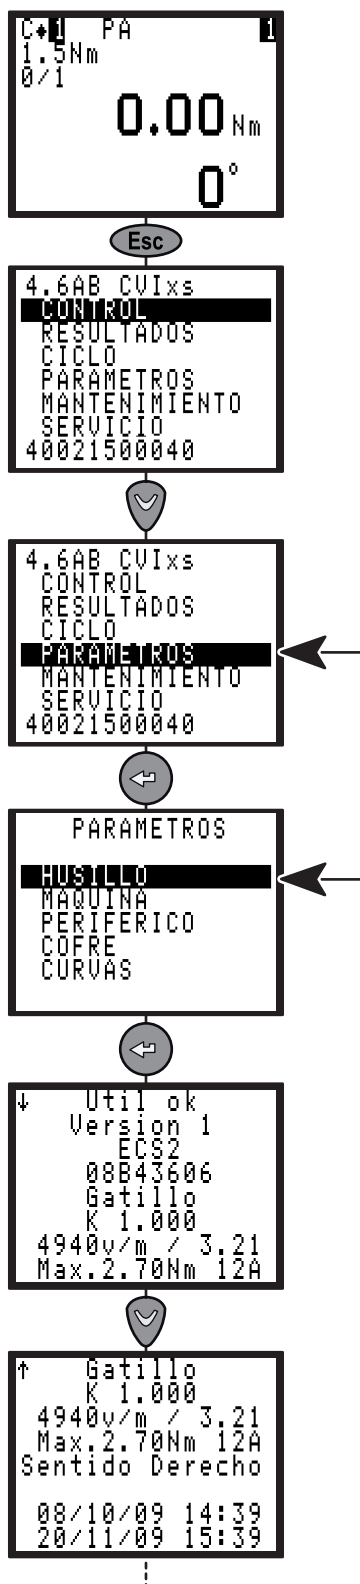 C♦1 PA 1
1.5Nm
0/1
0.00 Nm
0°
Esc
4.6AB CVIxs
CONTROL
RESULTADOS
CICLO
PARAMETROS
MANTENIMIENTO
SERVICIO
40021500040
4.6AB CVIxs
CONTROL
RESULTADOS
CICLO
PARAMETROS
MANTENIMIENTO
SERVICIO
40021500040
PARAMETROS
HUSILLO
MAQUINA
PERIFERICO
COFRE
CURVAS
↓ Util ok
Version 1
ECS2
08B43606
Gatillo
K 1.000
4940v/m / 3.21
Max.2.70Nm 12A
↑ Gatillo
K 1.000
4940v/m / 3.21
Max.2.70Nm 12A
Sentido Derecho
08/10/09 14:39
20/11/09 15:39